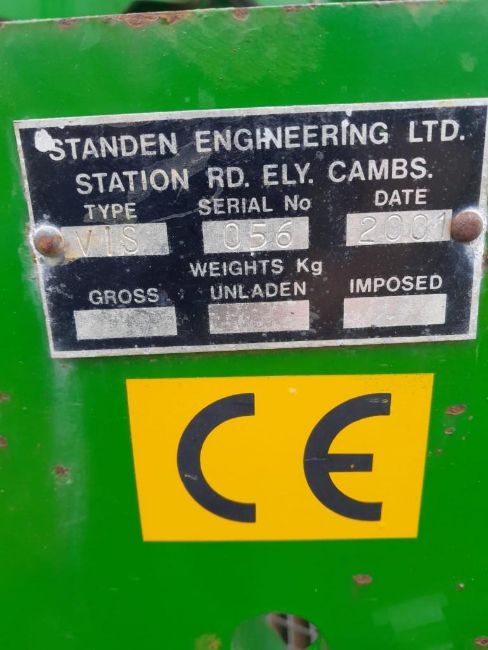 STANDEN ENGINEERING LTD.
STATION RD. ELY. CAMBS.
TYPE SERIAL No DATE
VIS 056 2001
WEIGHTS Kg
GROSS UNLADEN IMPOSED
CE